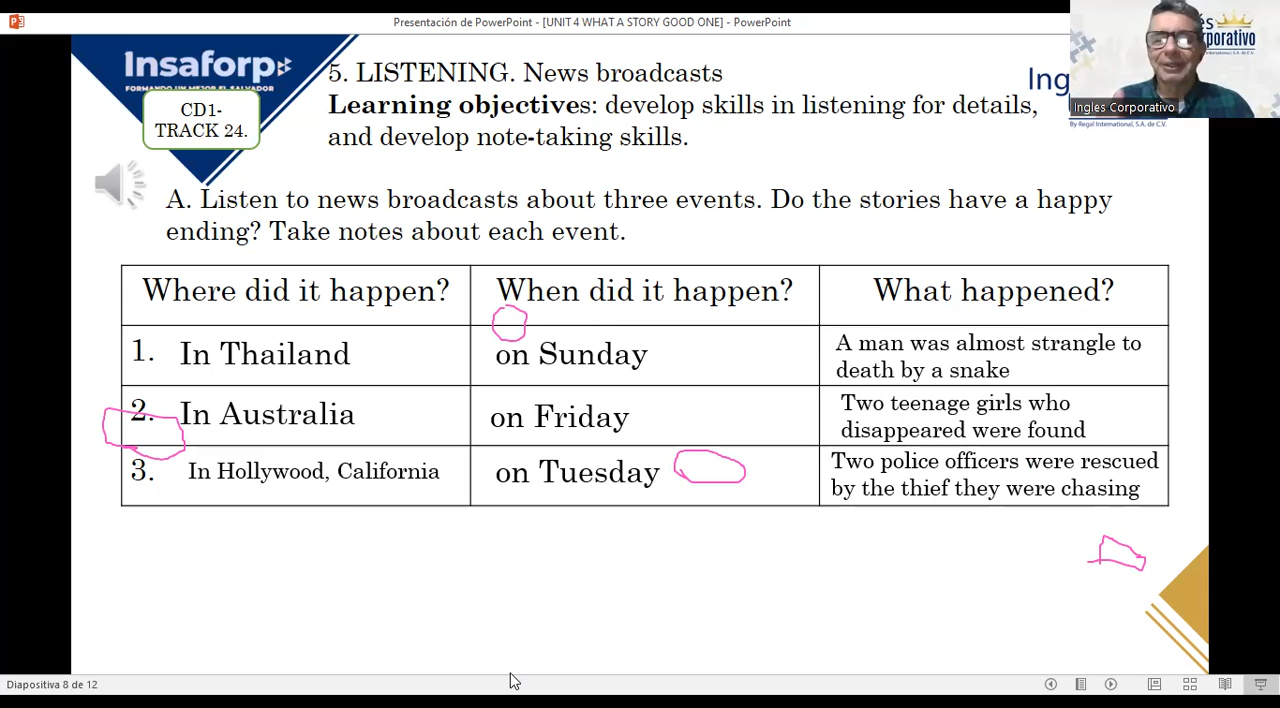 Presentación de PowerPoint - [UNIT 4 WHAT A STORY GOOD ONE] - PowerPoint
Insaforp
FORMANDO UN MEJOR EL SALVADOR
CD1-
TRACK 24.
5. LISTENING. News broadcasts
Learning objectives: develop skills in listening for details,
and develop note-taking skills.
Ing
Corporativo
By Regal International, S.A. de C.V.
Ingles Corporativo
A. Listen to news broadcasts about three events. Do the stories have a happy
ending? Take notes about each event.
Where did it happen? When did it happen? What happened?
1. In Thailand on Sunday A man was almost strangle to
death by a snake
2. In Australia on Friday Two teenage girls who
disappeared were found
3. In Hollywood, California on Tuesday Two police officers were rescued
by the thief they were chasing
Diapositiva 8 de 12